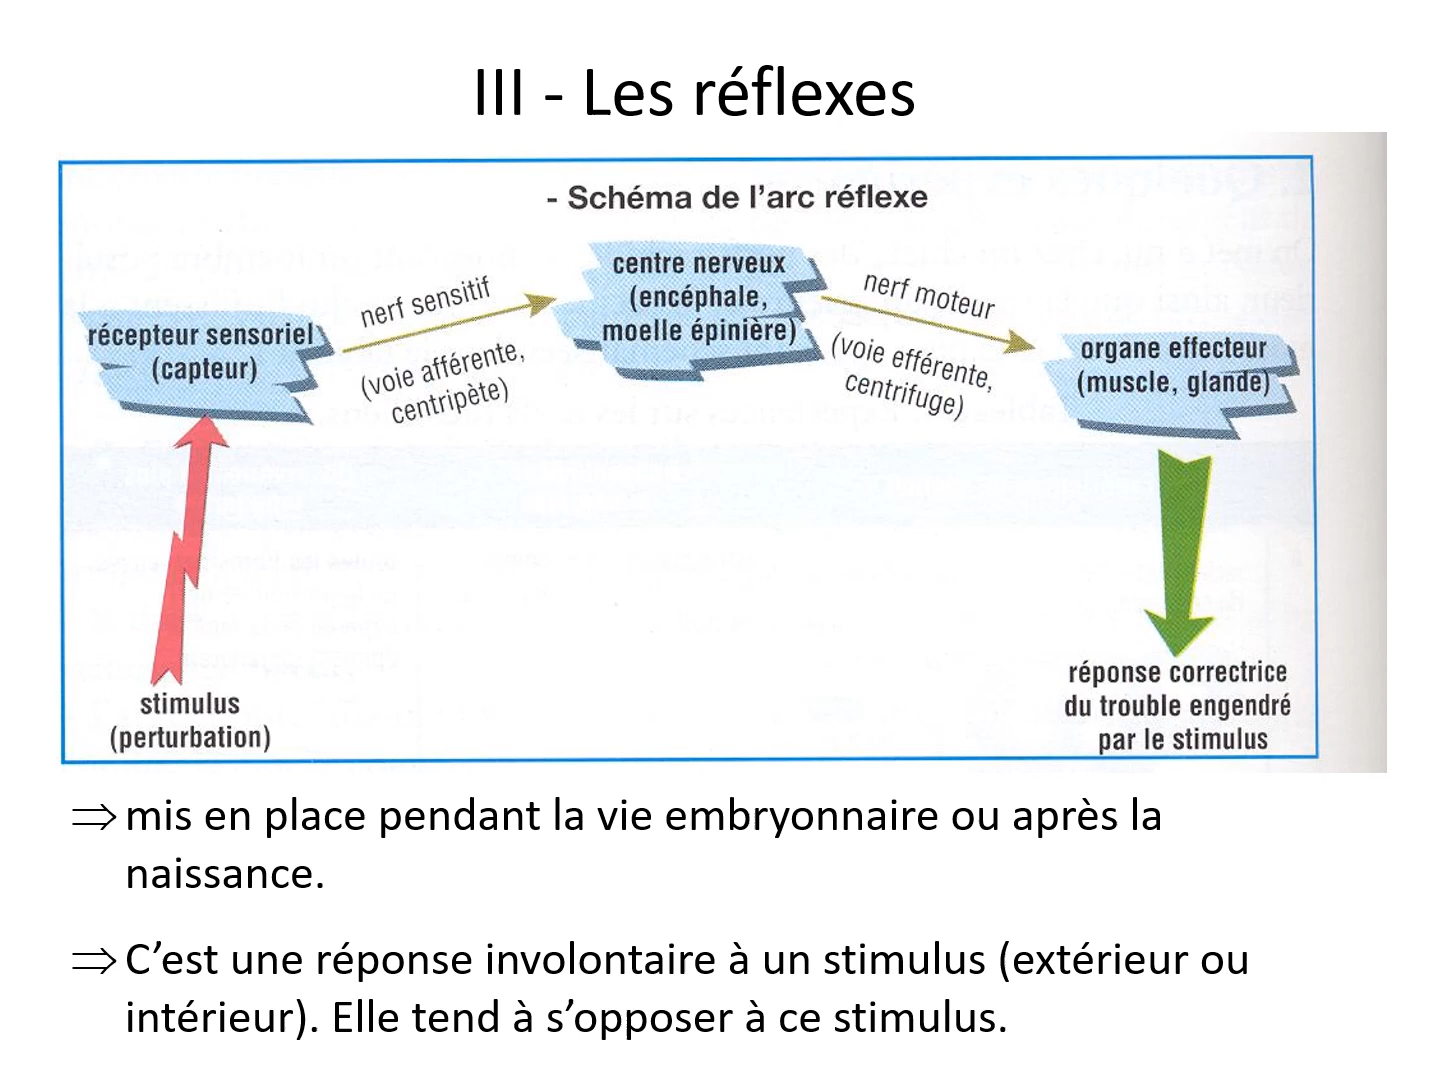 III - Les réflexes
- Schéma de l'arc réflexe
récepteur sensoriel
(capteur)
nerf sensitif
(voie afférente,
centripète)
centre nerveux
(encéphale,
moelle épinière)
nerf moteur
(voie efférente,
centrifuge)
organe effecteur
(muscle, glande)
stimulus
(perturbation)
réponse correctrice
du trouble engendré
par le stimulus
⇒ mis en place pendant la vie embryonnaire ou après la
naissance.
⇒ C'est une réponse involontaire à un stimulus (extérieur ou
intérieur). Elle tend à s'opposer à ce stimulus.